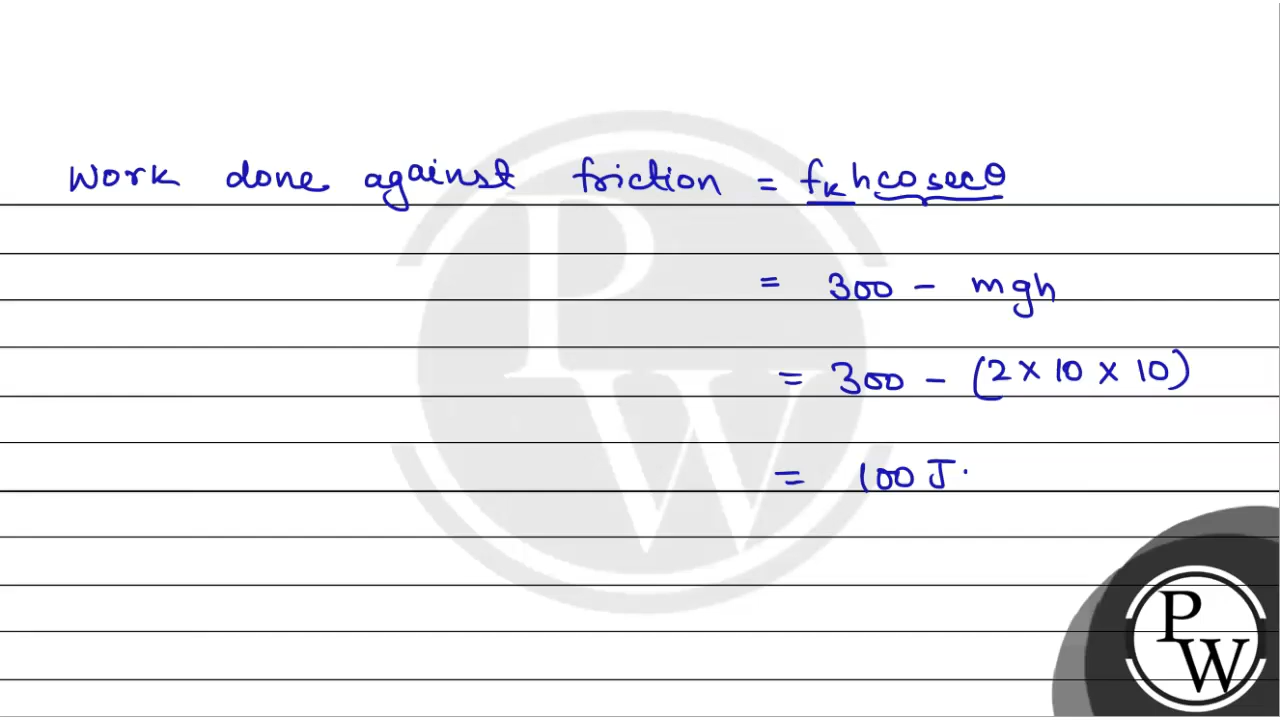 Work done against friction = fₖ h cosecθ
= 300 - mgh
= 300 - (2 × 10 × 10)
= 100 J.
P
W
P
W